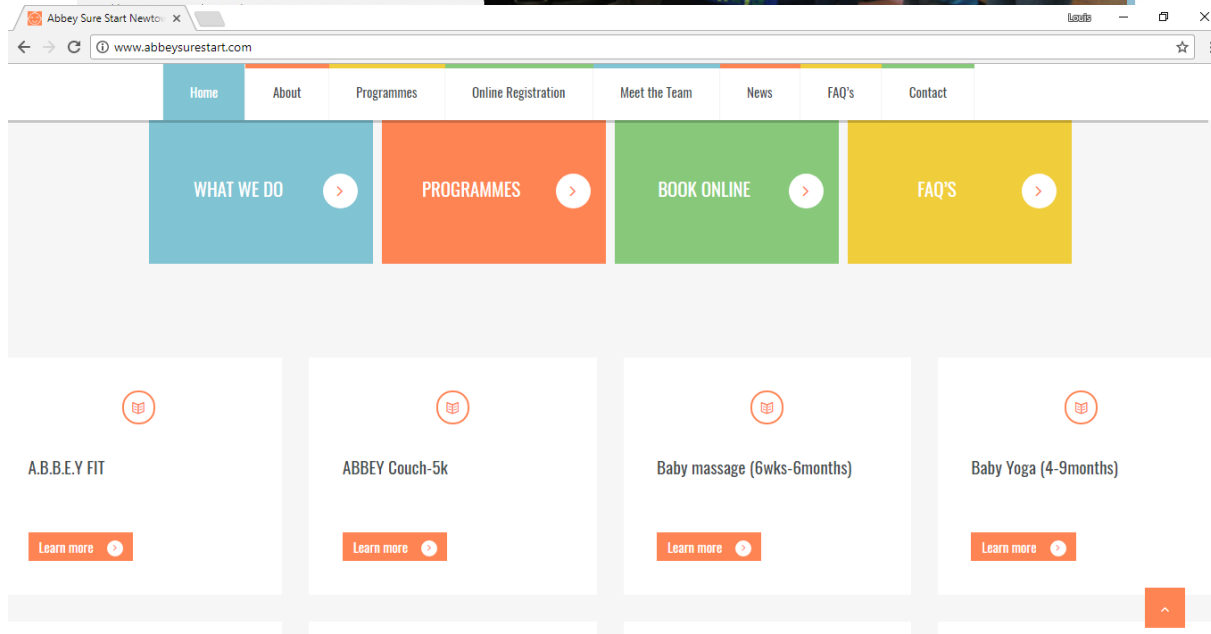 Abbey Sure Start Newtow
Louis
www.abbeysurestart.com
Home About Programmes Online Registration Meet the Team News FAQ's Contact
WHAT WE DO PROGRAMMES BOOK ONLINE FAQ'S
A.B.B.E.Y FIT ABBEY Couch-5k Baby massage (6wks-6months) Baby Yoga (4-9months)
Learn more Learn more Learn more Learn more